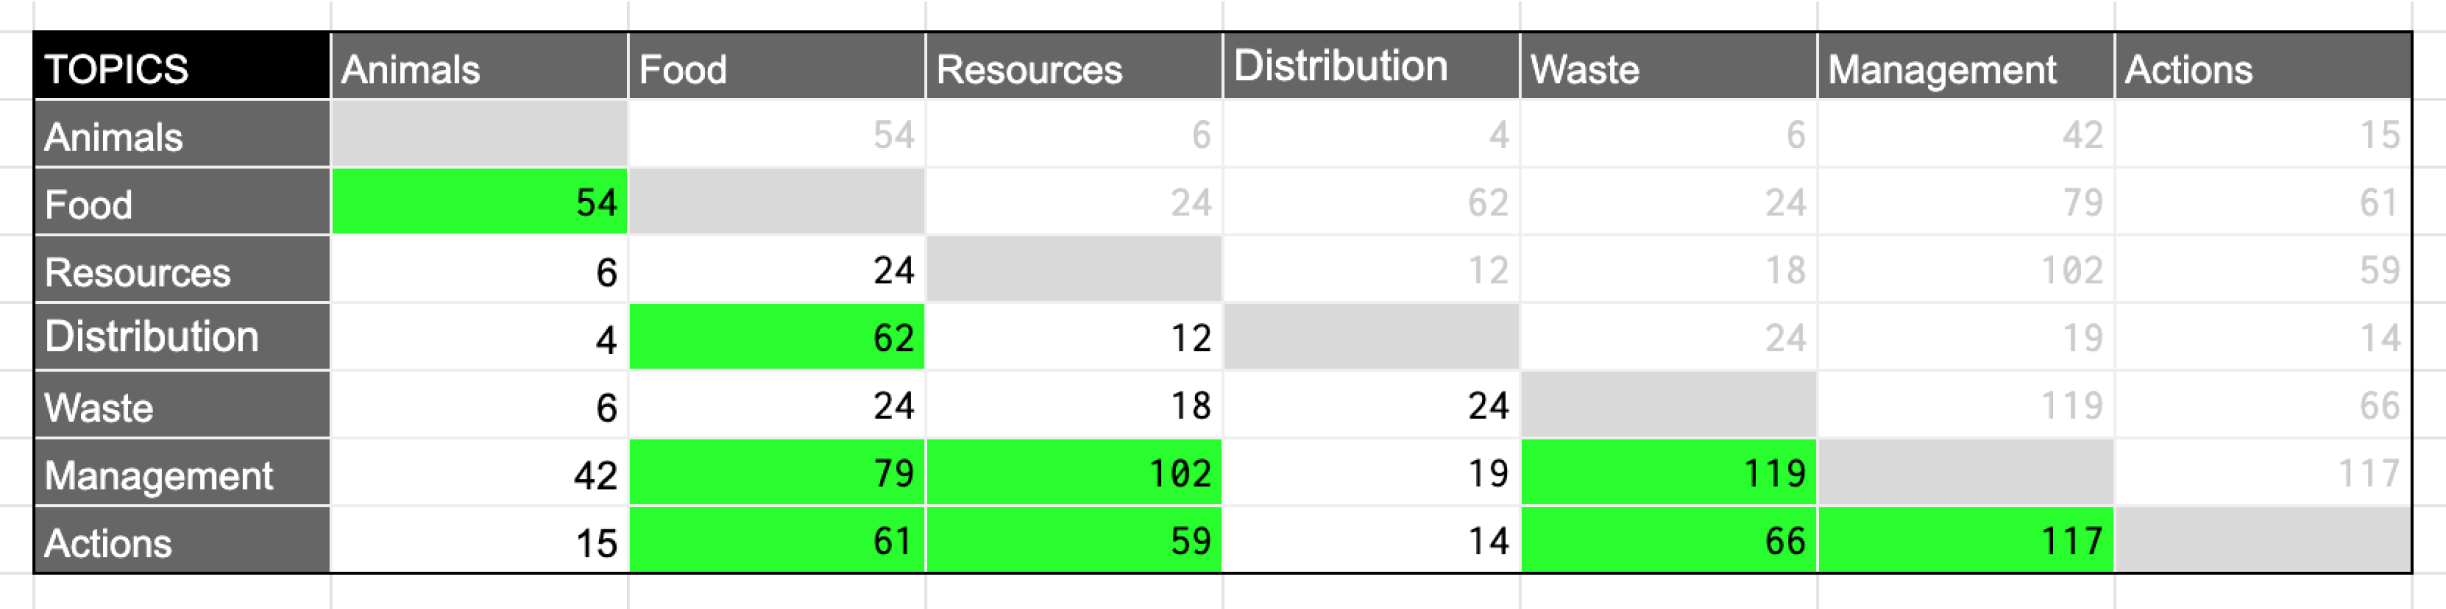 TOPICS Animals Food Resources Distribution Waste Management Actions
Animals 54 6 4 6 42 15
Food 54 24 62 24 79 61
Resources 6 24 12 18 102 59
Distribution 4 62 12 24 19 14
Waste 6 24 18 24 119 66
Management 42 79 102 19 119 117
Actions 15 61 59 14 66 117